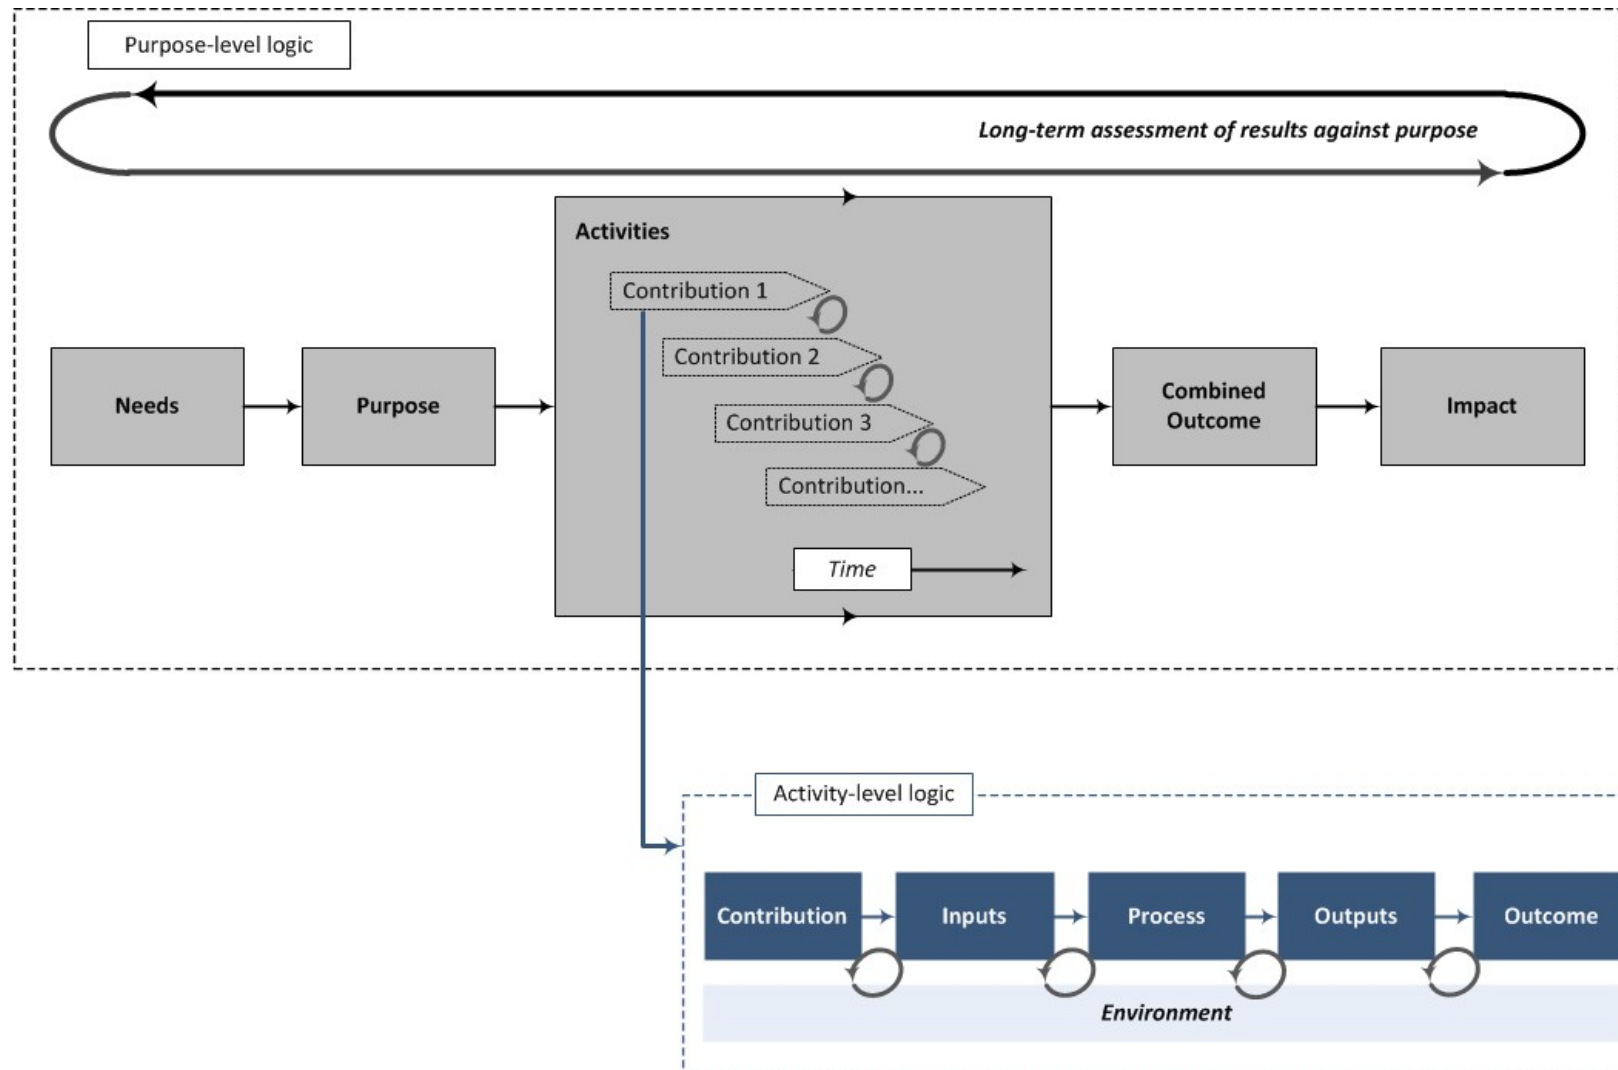 Purpose-level logic
Long-term assessment of results against purpose
Activities
Contribution 1
Contribution 2
Contribution 3
Contribution...
Time
Needs
Purpose
Combined
Outcome
Impact
Activity-level logic
Contribution
Inputs
Process
Outputs
Outcome
Environment